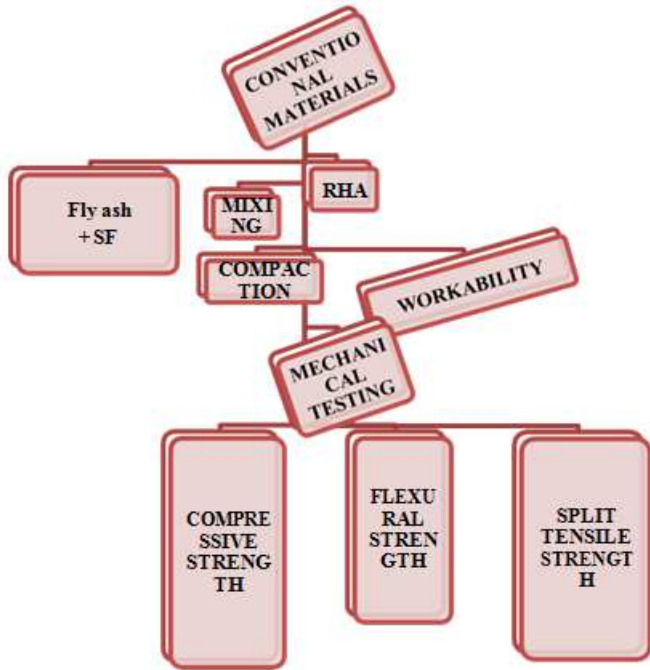 CONVENTIO
NAL
MATERIALS
Fly ash
+ SF
MIXI
NG
RHA
COMPAC
TION
WORKABILITY
MECHANI
CAL
TESTING
COMPRE
SSIVE
STRENG
TH
FLEXU
RAL
STREN
GTH
SPLIT
TENSILE
STRENGT
H